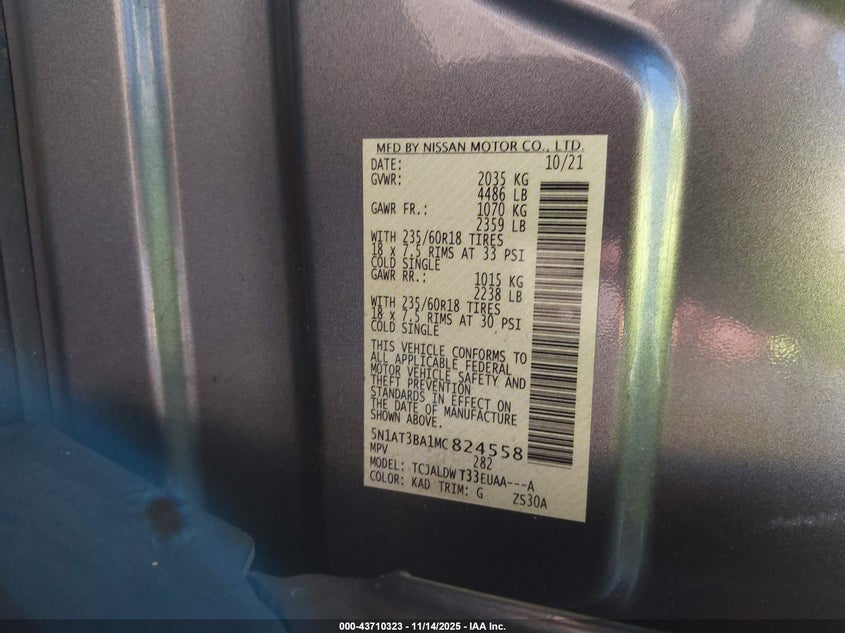 MFD BY NISSAN MOTOR CO., LTD.
DATE: 10/21
GVWR: 2035 KG
4486 LB
GAWR FR.: 1070 KG
2359 LB
WITH 235/60R18 TIRES
18 x 7.5 RIMS AT 33 PSI
COLD SINGLE
GAWR RR.: 1015 KG
2238 LB
WITH 235/60R18 TIRES
18 x 7.5 RIMS AT 30 PSI
COLD SINGLE
THIS VEHICLE CONFORMS TO
ALL APPLICABLE FEDERAL
MOTOR VEHICLE SAFETY AND
THEFT PREVENTION
STANDARDS IN EFFECT ON
THE DATE OF MANUFACTURE
SHOWN ABOVE.
5N1AT3BA1MC824558
MPV 282
MODEL: TCJALDW T33EUAA---A
COLOR: KAD TRIM: G ZS30A
000-43710323 - 11/14/2025 - IAA Inc.